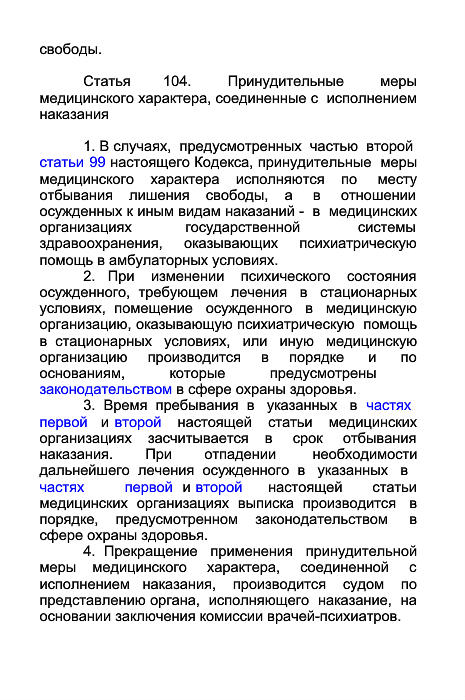 свободы.
Статья 104. Принудительные меры
медицинского характера, соединенные с исполнением
наказания
1. В случаях, предусмотренных частью второй
статьи 99 настоящего Кодекса, принудительные меры
медицинского характера исполняются по месту
отбывания лишения свободы, а в отношении
осужденных к иным видам наказаний - в медицинских
организациях государственной системы
здравоохранения, оказывающих психиатрическую
помощь в амбулаторных условиях.
2. При изменении психического состояния
осужденного, требующем лечения в стационарных
условиях, помещение осужденного в медицинскую
организацию, оказывающую психиатрическую помощь
в стационарных условиях, или иную медицинскую
организацию производится в порядке и по
основаниям, которые предусмотрены
законодательством в сфере охраны здоровья.
3. Время пребывания в указанных в частях
первой и второй настоящей статьи медицинских
организациях засчитывается в срок отбывания
наказания. При отпадении необходимости
дальнейшего лечения осужденного в указанных в
частях первой и второй настоящей статьи
медицинских организациях выписка производится в
порядке, предусмотренном законодательством в
сфере охраны здоровья.
4. Прекращение применения принудительной
меры медицинского характера, соединенной с
исполнением наказания, производится судом по
представлению органа, исполняющего наказание, на
основании заключения комиссии врачей-психиатров.